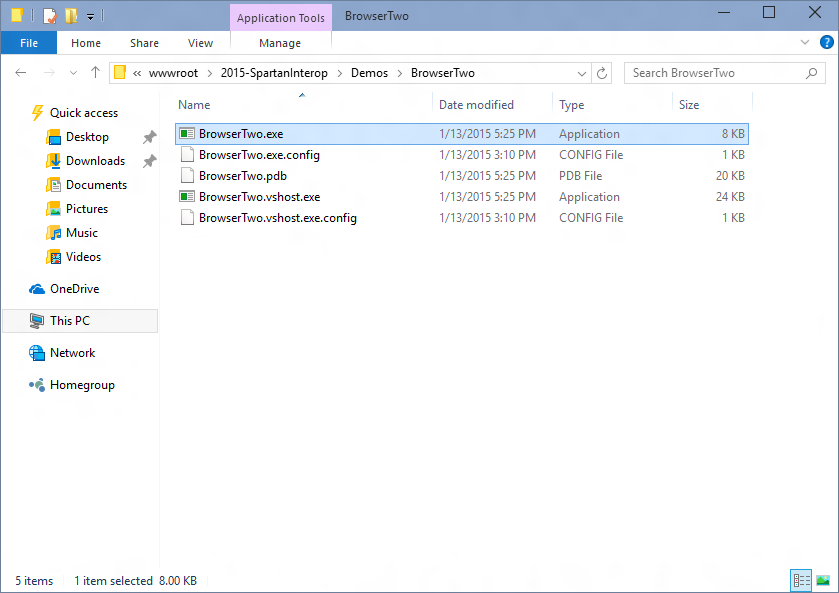 Application Tools BrowserTwo
File Home Share View Manage ?
« wwwroot > 2015-SpartanInterop > Demos > BrowserTwo Search BrowserTwo
Name Date modified Type Size
Quick access
Desktop
Downloads
Documents
Pictures
Music
Videos
OneDrive
This PC
Network
Homegroup
BrowserTwo.exe 1/13/2015 5:25 PM Application 8 KB
BrowserTwo.exe.config 1/13/2015 3:10 PM CONFIG File 1 KB
BrowserTwo.pdb 1/13/2015 5:25 PM PDB File 20 KB
BrowserTwo.vshost.exe 1/13/2015 5:25 PM Application 24 KB
BrowserTwo.vshost.exe.config 1/13/2015 3:10 PM CONFIG File 1 KB
5 items 1 item selected 8.00 KB